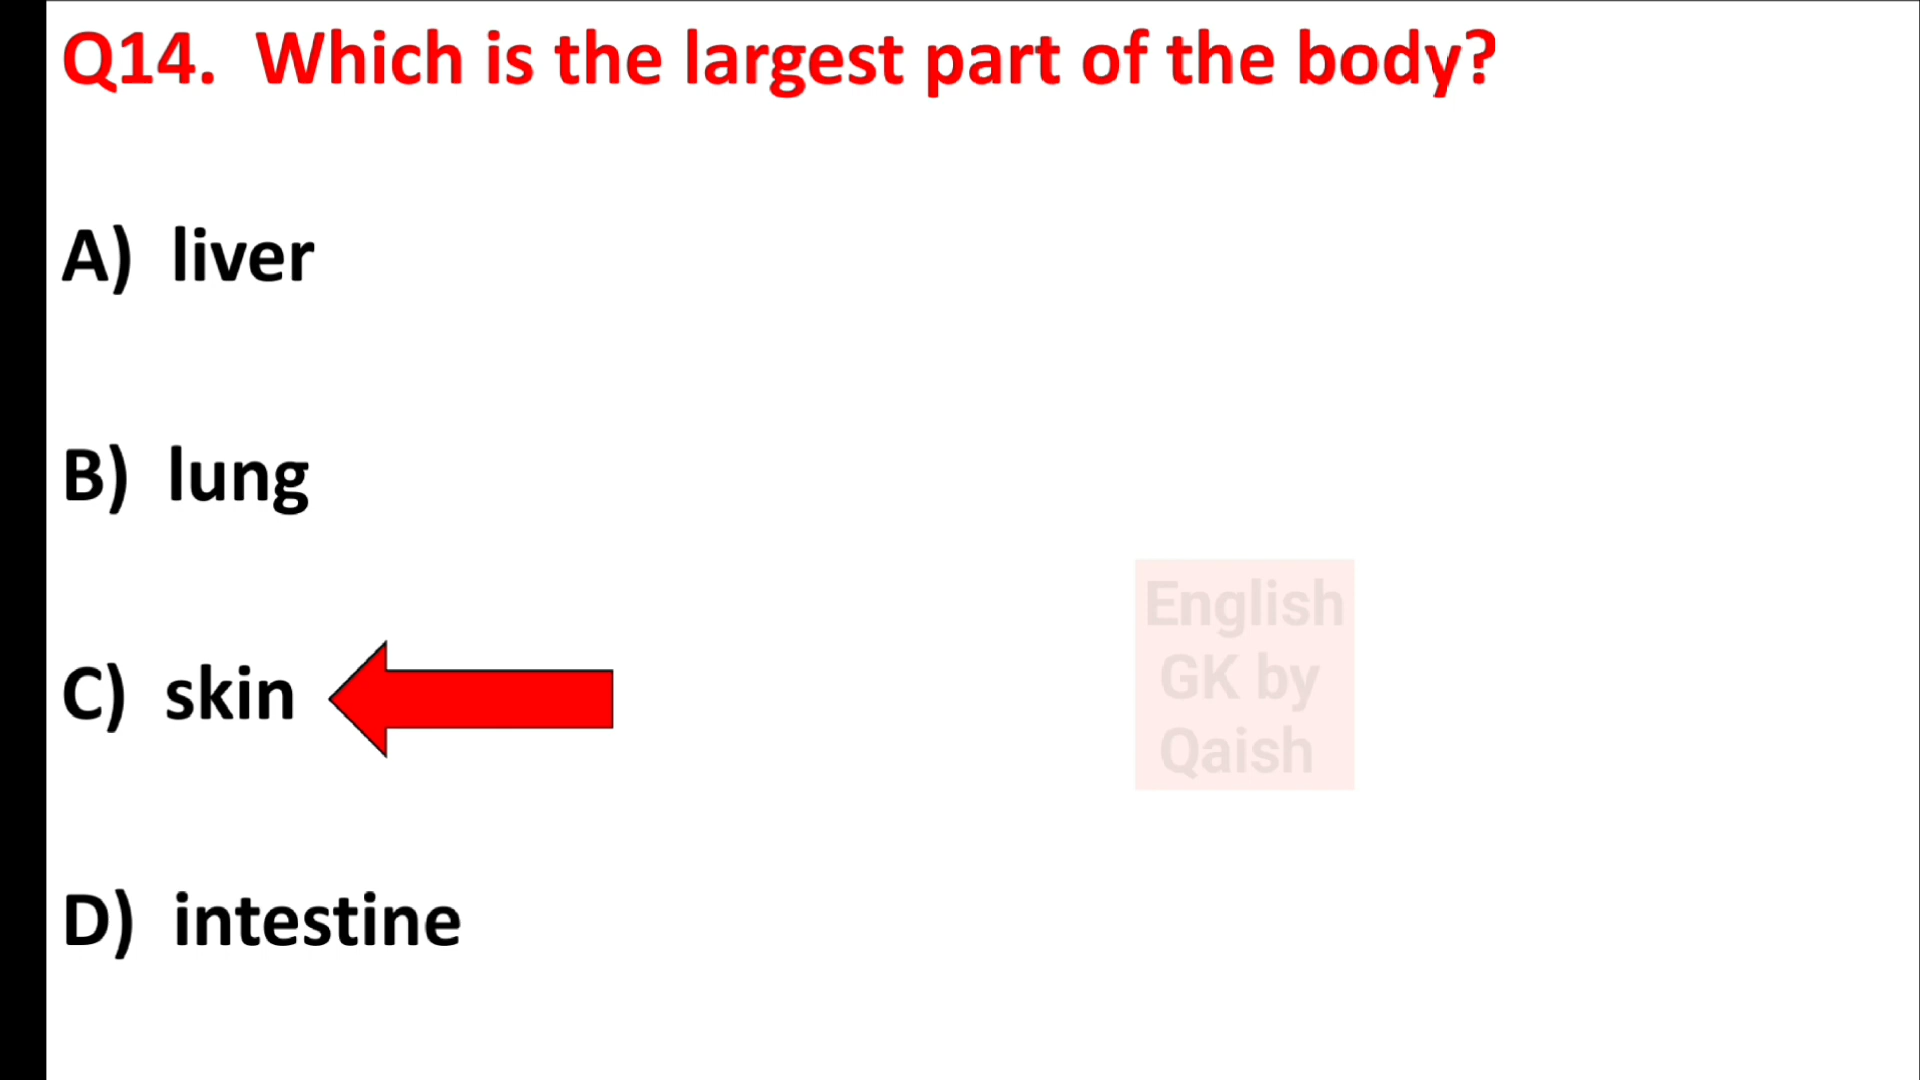 Q14. Which is the largest part of the body?
A) liver
B) lung
C) skin
D) intestine
English
GK by
Qaish